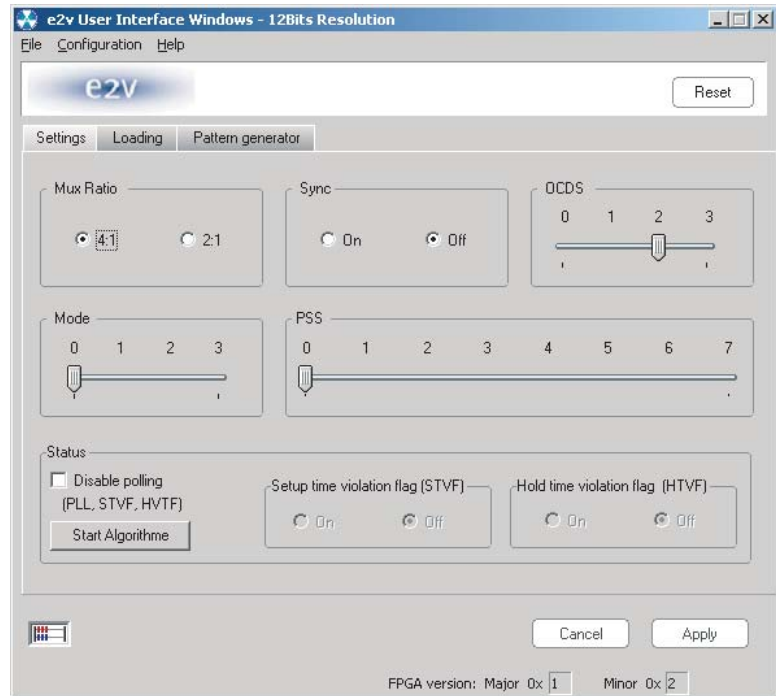 e2v User Interface Windows - 12Bits Resolution
File Configuration Help
e2v
Reset
Settings Loading Pattern generator
Mux Ratio
4:1 2:1
Sync
On Off
OCDS
0 1 2 3
Mode
0 1 2 3
PSS
0 1 2 3 4 5 6 7
Status
Disable polling
(PLL, STVF, HVTF)
Start Algorithme
Setup time violation flag (STVF)
On Off
Hold time violation flag (HTVF)
On Off
Cancel Apply
FPGA version: Major 0x 1 Minor 0x 2